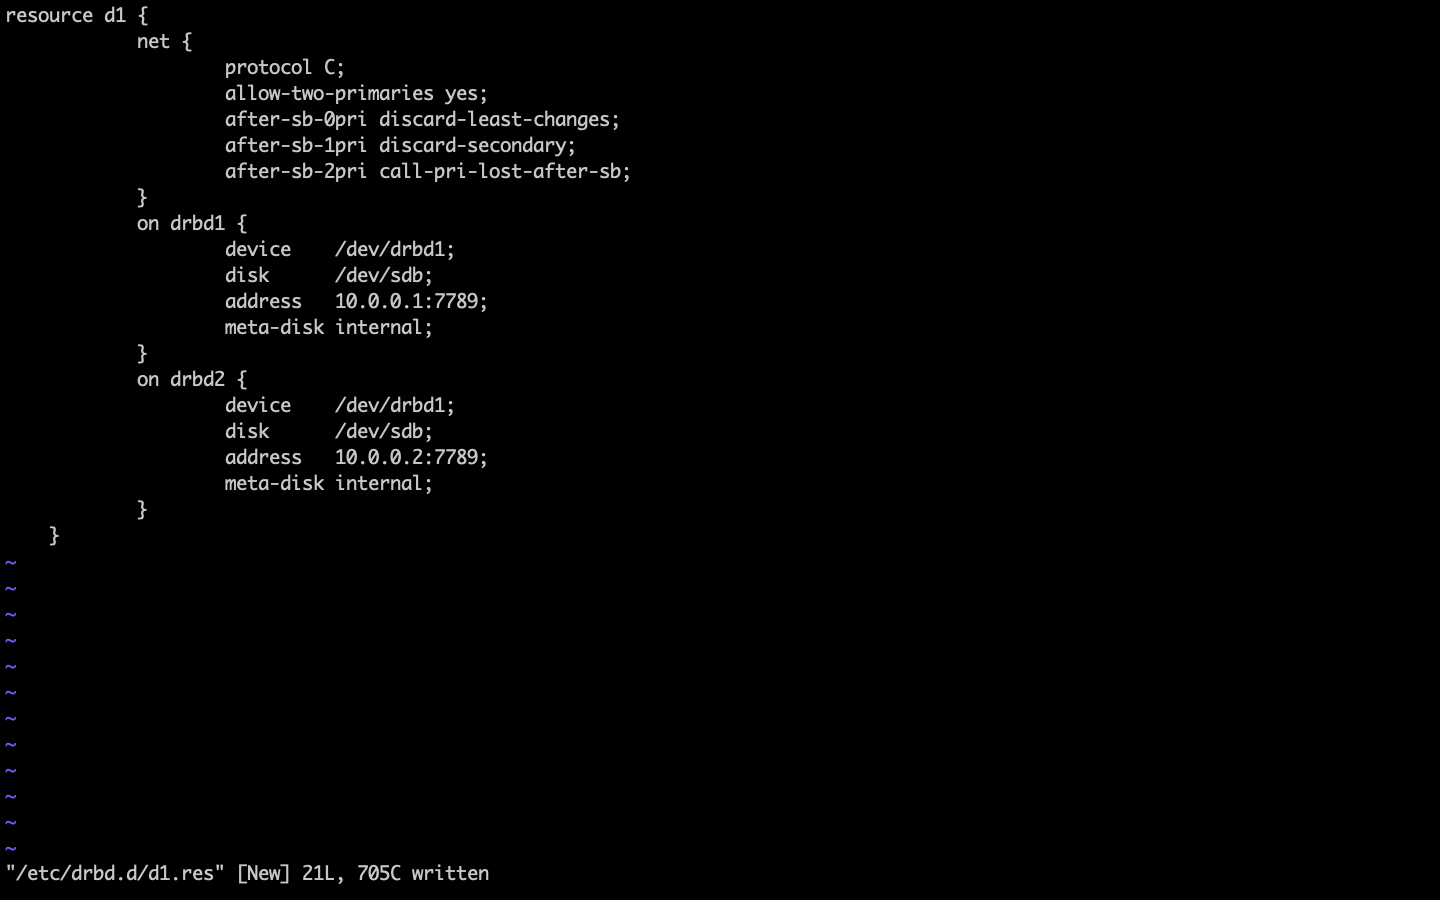 resource d1 {
net {
protocol C;
allow-two-primaries yes;
after-sb-0pri discard-least-changes;
after-sb-1pri discard-secondary;
after-sb-2pri call-pri-lost-after-sb;
}
on drbd1 {
device    /dev/drbd1;
disk      /dev/sdb;
address   10.0.0.1:7789;
meta-disk internal;
}
on drbd2 {
device    /dev/drbd1;
disk      /dev/sdb;
address   10.0.0.2:7789;
meta-disk internal;
}
}
~
~
~
~
~
~
~
~
~
~
~
~
"/etc/drbd.d/d1.res" [New] 21L, 705C written